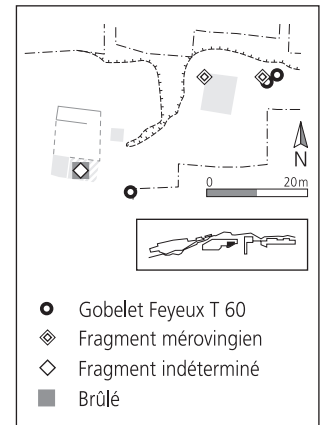 N
0 20m
Gobelet Feyeux T 60
Fragment mérovingien
Fragment indéterminé
Brûlé